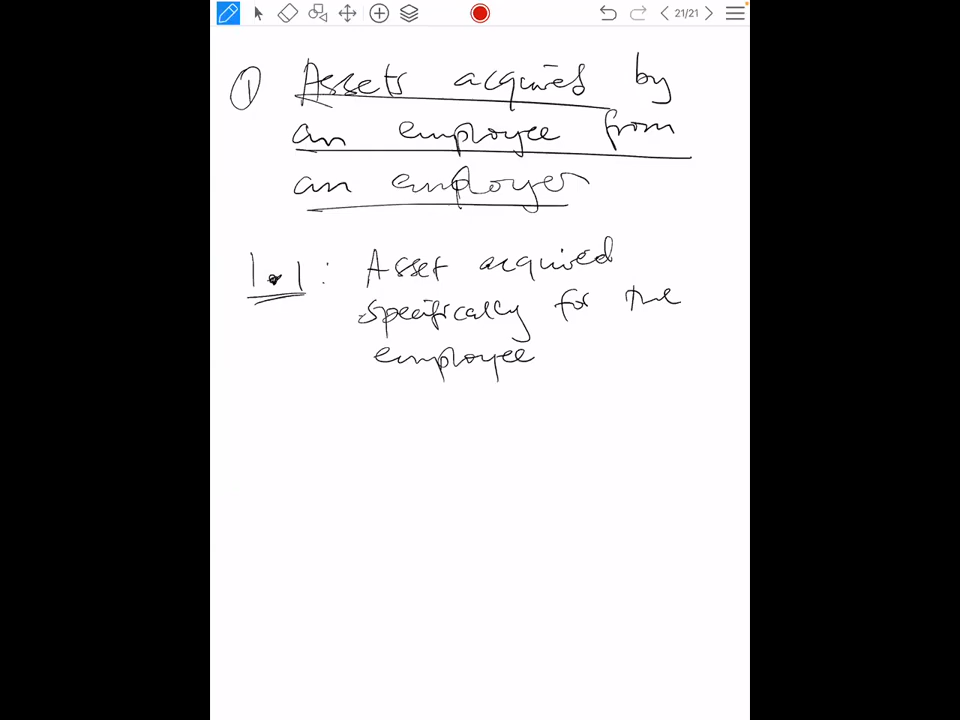 21/21
① Assets acquired by
an employee from
an employer
1.1 : Asset acquired
specifically for the
employee